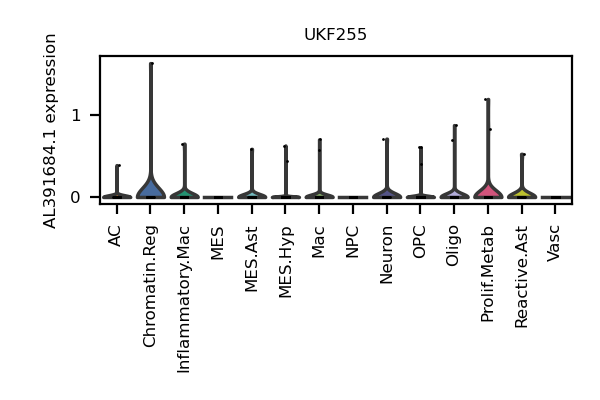 UKF255
AL391684.1 expression
1
0
AC
Chromatin.Reg
Inflammatory.Mac
MES
MES.Ast
MES.Hyp
Mac
NPC
Neuron
OPC
Oligo
Prolif.Metab
Reactive.Ast
Vasc